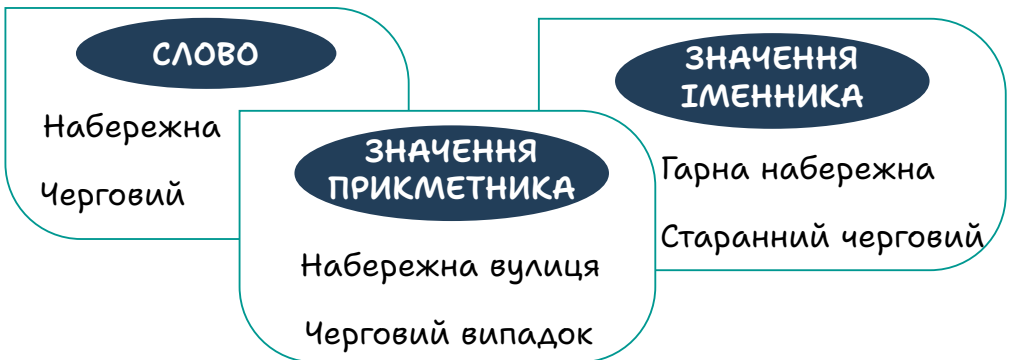 СЛОВО
Набережна
Черговий
ЗНАЧЕННЯ
ПРИКМЕТНИКА
Набережна вулиця
Черговий випадок
ЗНАЧЕННЯ
ІМЕННИКА
Гарна набережна
Старанний черговий